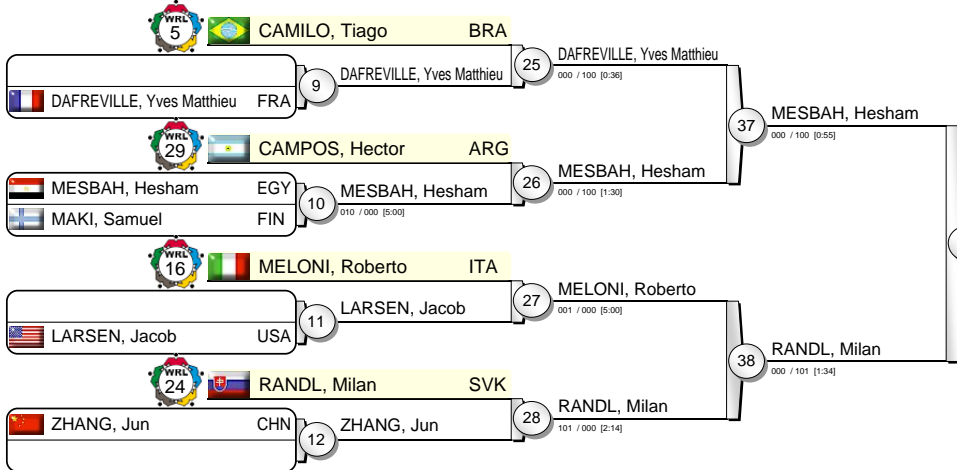 WRL
5
CAMILO, Tiago BRA
DAFREVILLE, Yves Matthieu FRA
9
DAFREVILLE, Yves Matthieu
25
DAFREVILLE, Yves Matthieu
000 / 100 [0:36]
WRL
29
CAMPOS, Hector ARG
MESBAH, Hesham EGY
MAKI, Samuel FIN
10
MESBAH, Hesham
010 / 000 [5:00]
26
MESBAH, Hesham
000 / 100 [1:30]
37
MESBAH, Hesham
000 / 100 [0:55]
WRL
16
MELONI, Roberto ITA
LARSEN, Jacob USA
11
LARSEN, Jacob
27
MELONI, Roberto
001 / 000 [5:00]
WRL
24
RANDL, Milan SVK
ZHANG, Jun CHN
12
ZHANG, Jun
28
RANDL, Milan
101 / 000 [2:14]
38
RANDL, Milan
000 / 101 [1:34]